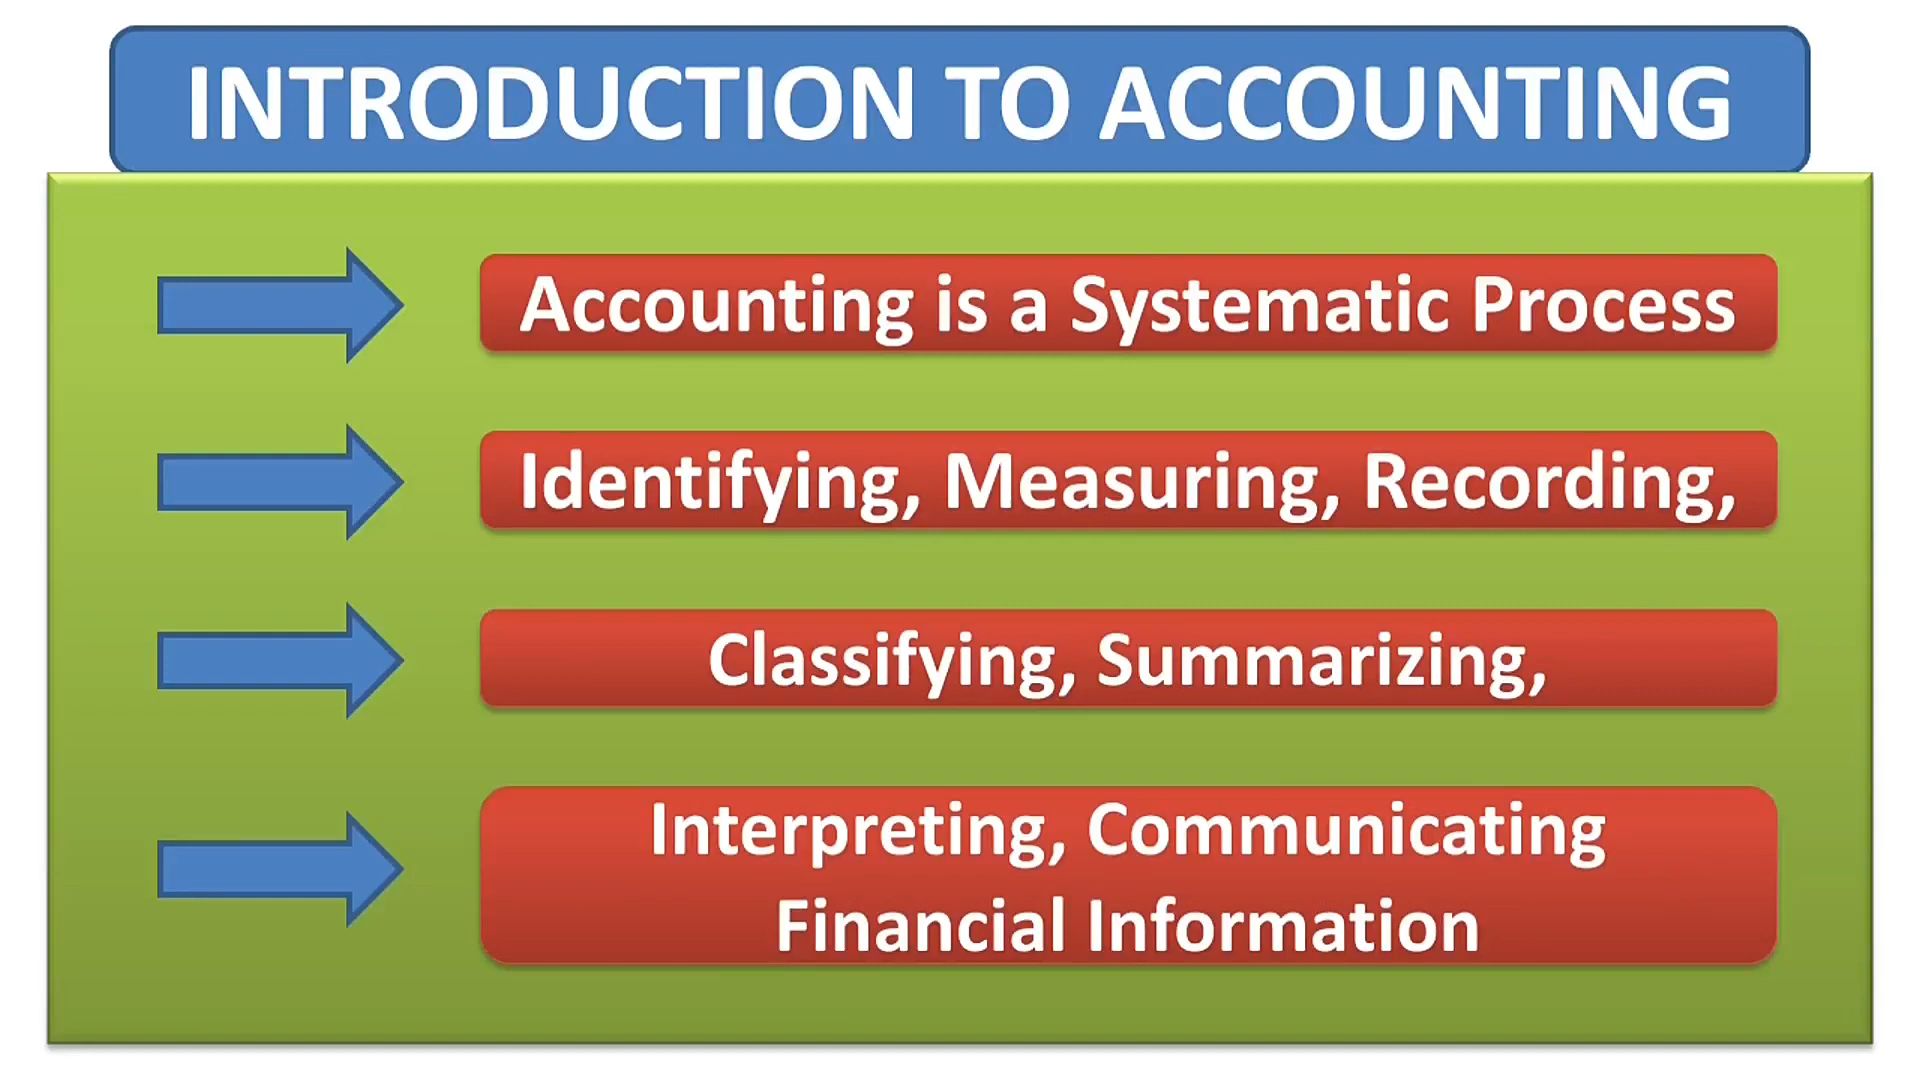 INTRODUCTION TO ACCOUNTING
Accounting is a Systematic Process
Identifying, Measuring, Recording,
Classifying, Summarizing,
Interpreting, Communicating
Financial Information